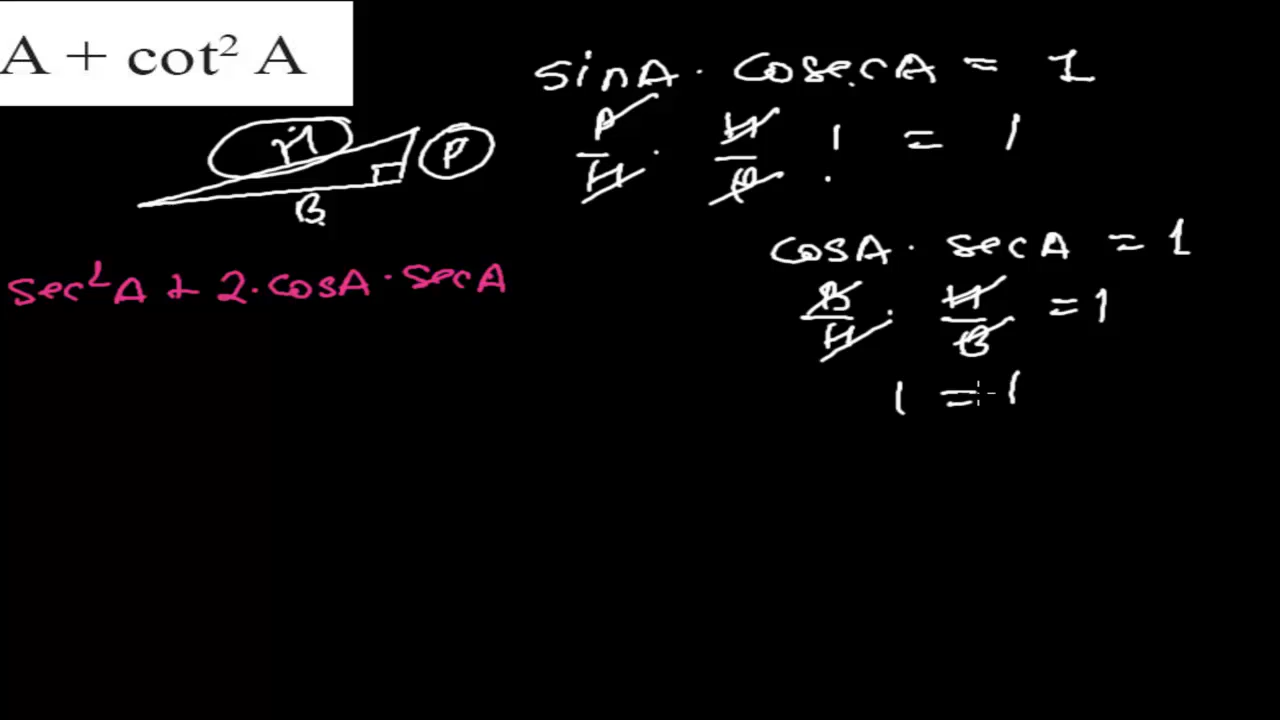 A + cot² A
sinA · cosecA = 1
P/H · H/P 1 = 1
H
P
B
cosA · secA = 1
sec²A + 2·cosA·secA
B/H · H/B = 1
1 = 1